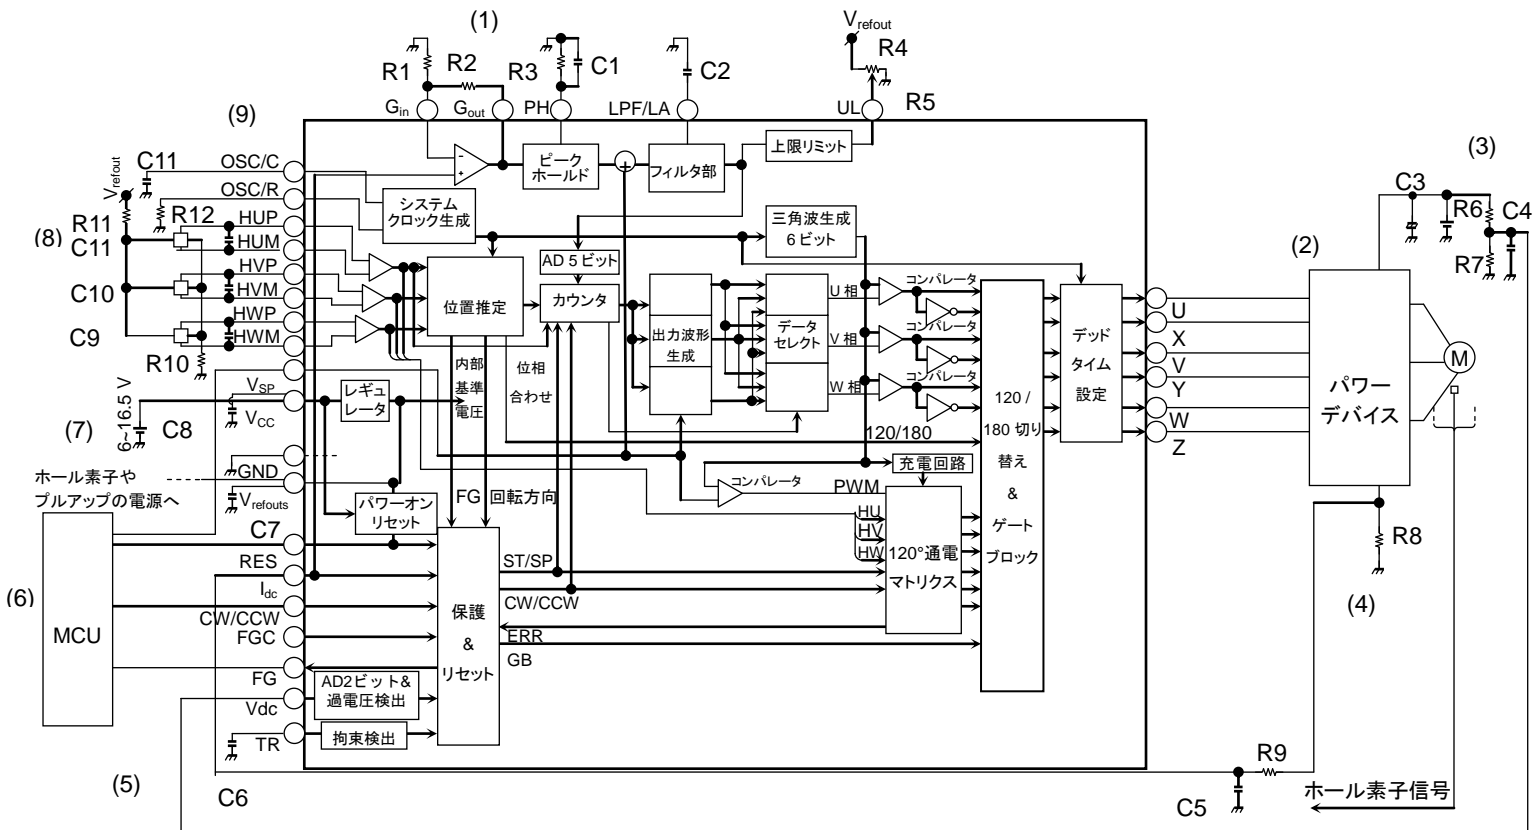 (1)
V_refout
R4
R1
R2
R3
C1
C2
G_in
G_out
PH
LPF/LA
UL
R5
(9)
C11
OSC/C
V_refout
OSC/R
R11
R12
HUP
(8)
C11
HUM
HVP
C10
HVM
HWP
C9
HWM
R10
ピーク
ホールド
フィルタ部
上限リミット
システム
クロック生成
三角波生成
6 ビット
AD 5 ビット
位置推定
カウンタ
出力波形
生成
データ
セレクト
U 相
V 相
W 相
コンパレータ
コンパレータ
コンパレータ
120 /
180 切り
替え
&
ゲート
ブロック
デッド
タイム
設定
U
X
V
Y
W
Z
(2)
パワー
デバイス
M
(3)
C3
R6
C4
R7
R8
(4)
内部
基準
電圧
位相
合わせ
6~16.5 V
V_SP
レギュ
レータ
V_CC
(7)
C8
120/180
充電回路
コンパレータ
PWM
ホール素子や
プルアップの電源へ
GND
V_refouts
パワーオン
リセット
FG
回転方向
HU
HV
HW
120°通電
マトリクス
C7
RES
ST/SP
I_dc
CW/CCW
(6)
MCU
CW/CCW
FGC
保護
&
リセット
ERR
GB
FG
AD2ビット&
過電圧検出
Vdc
TR
拘束検出
(5)
C6
R9
C5
ホール素子信号